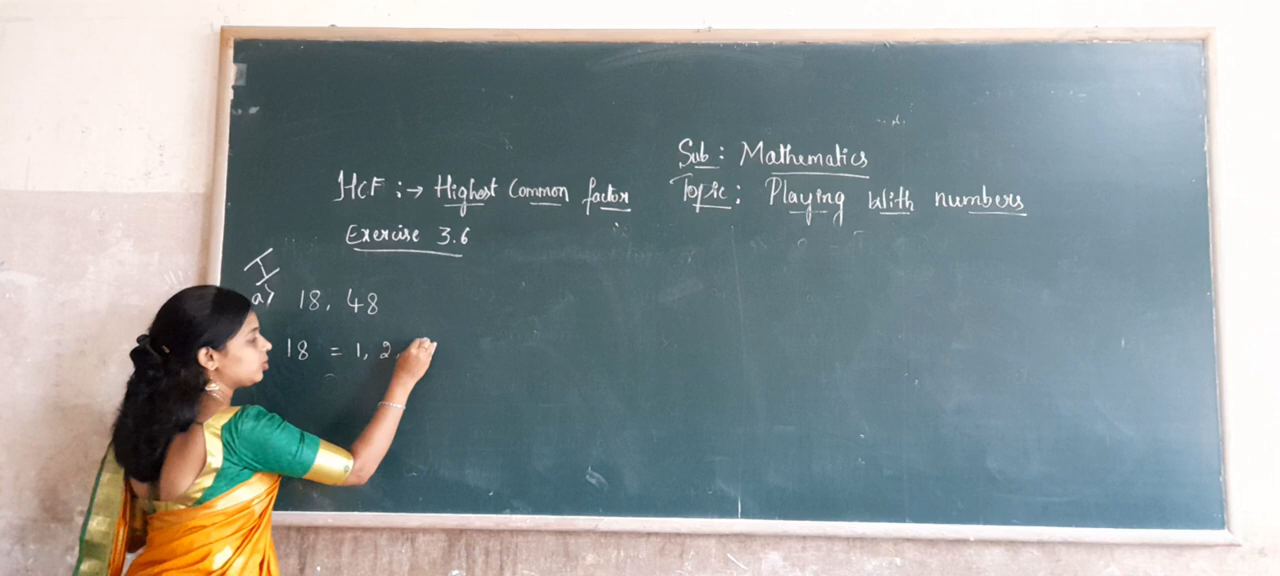 Sub: Mathematics
HCF :→ Highest Common factor
Topic: Playing With numbers
Exercise 3.6
I
a) 18, 48
18 = 1, 2,